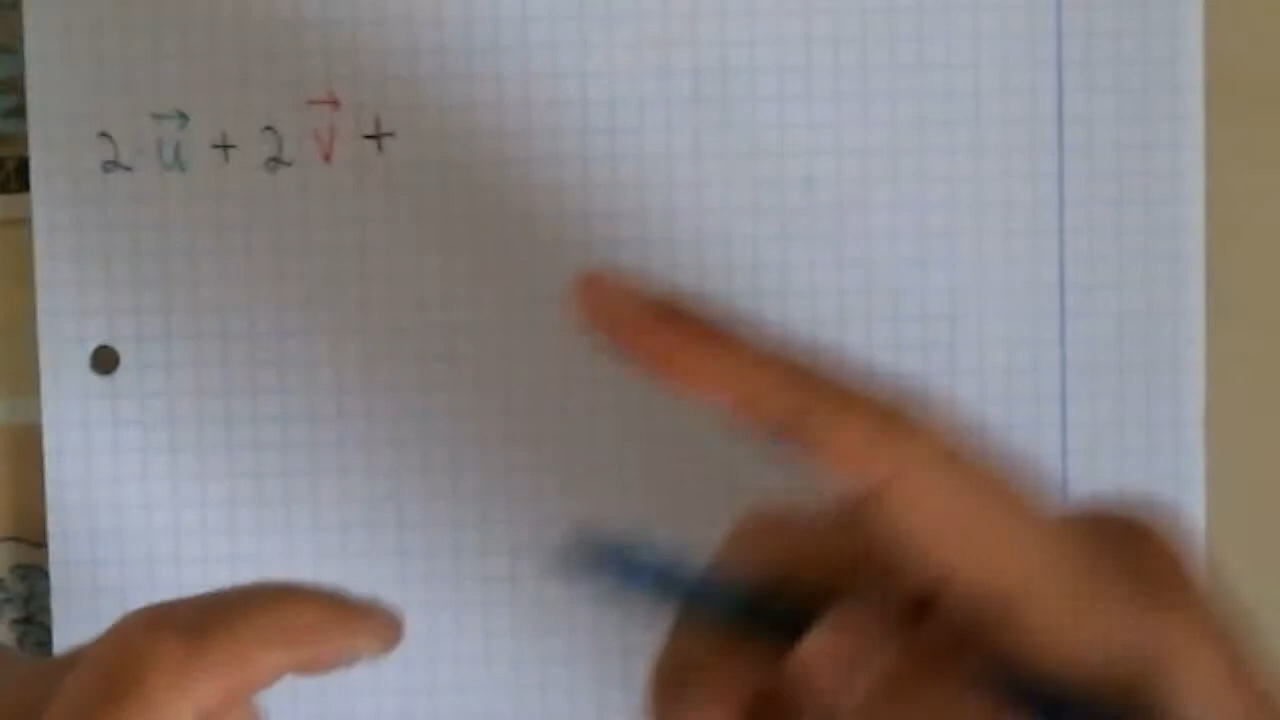 2·u⃗ + 2 v⃗ +